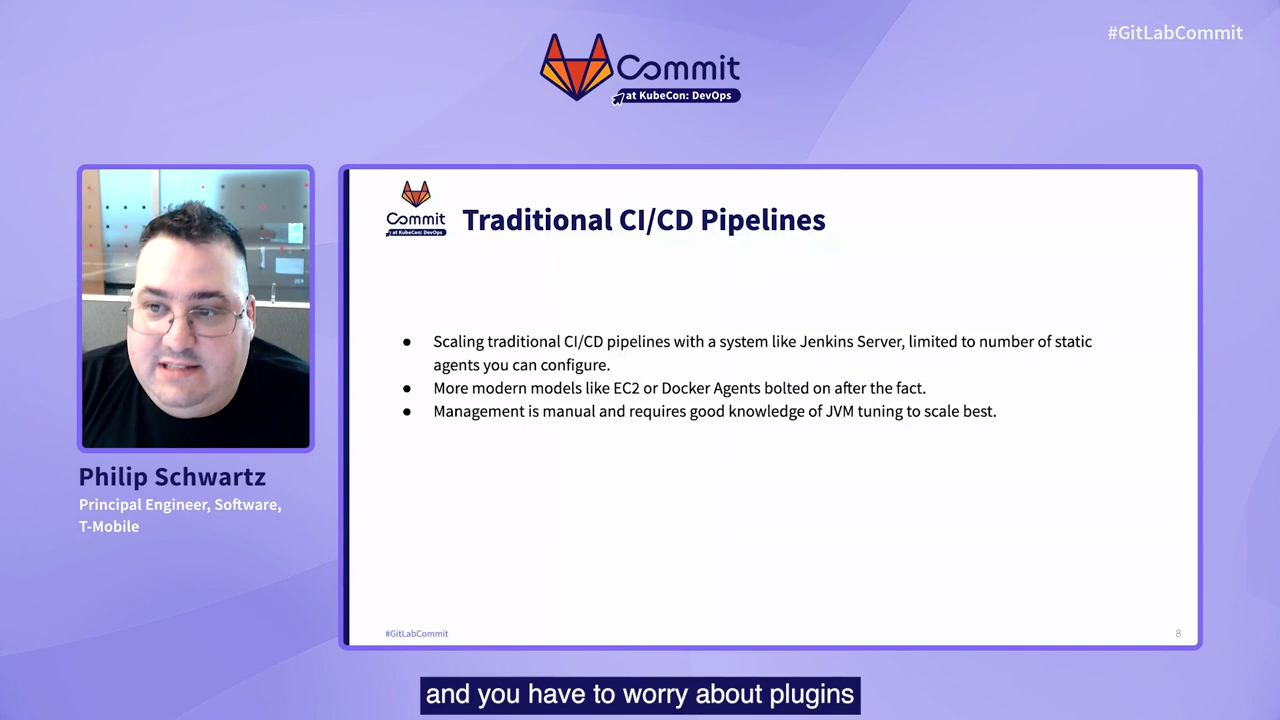 #GitLabCommit
Commit
at KubeCon: DevOps
Commit
at KubeCon: DevOps
Traditional CI/CD Pipelines
● Scaling traditional CI/CD pipelines with a system like Jenkins Server, limited to number of static
agents you can configure.
● More modern models like EC2 or Docker Agents bolted on after the fact.
● Management is manual and requires good knowledge of JVM tuning to scale best.
#GitLabCommit
8
Philip Schwartz
Principal Engineer, Software,
T-Mobile
and you have to worry about plugins